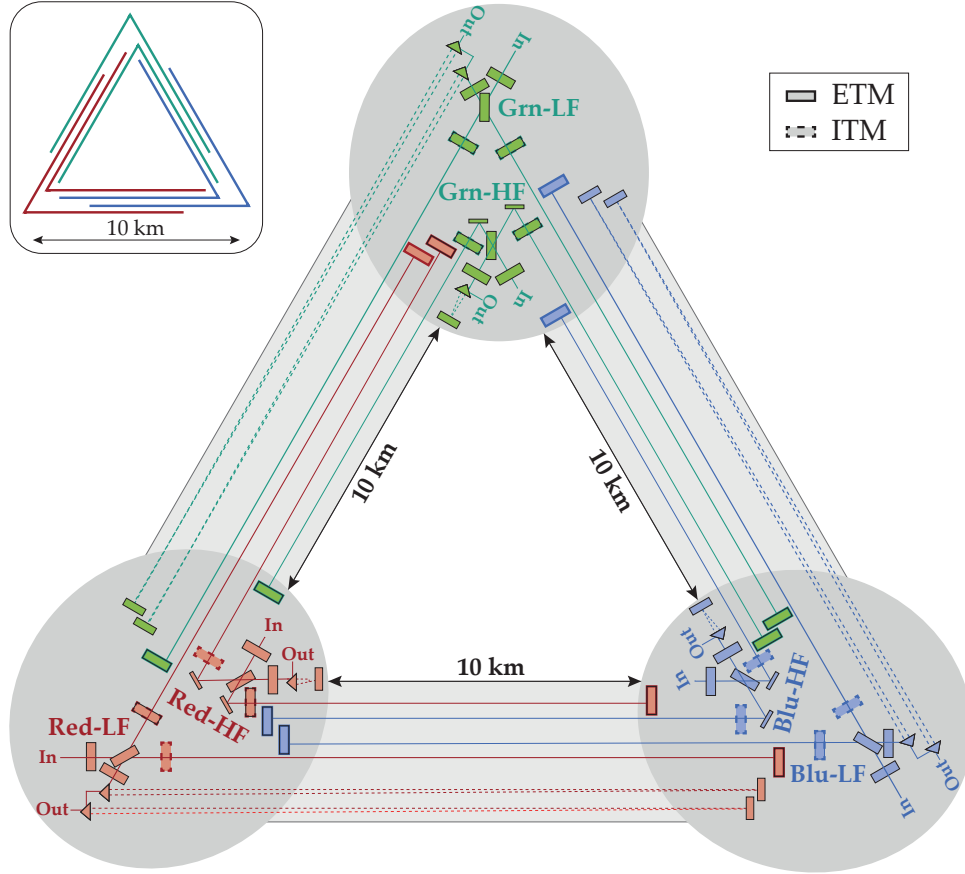 10 km
Out
In
Grn-LF
Grn-HF
Out
In
ETM
ITM
10 km
10 km
10 km
In
Out
Red-HF
Red-LF
In
Out
Out
In
Blu-HF
Blu-LF
Out
In